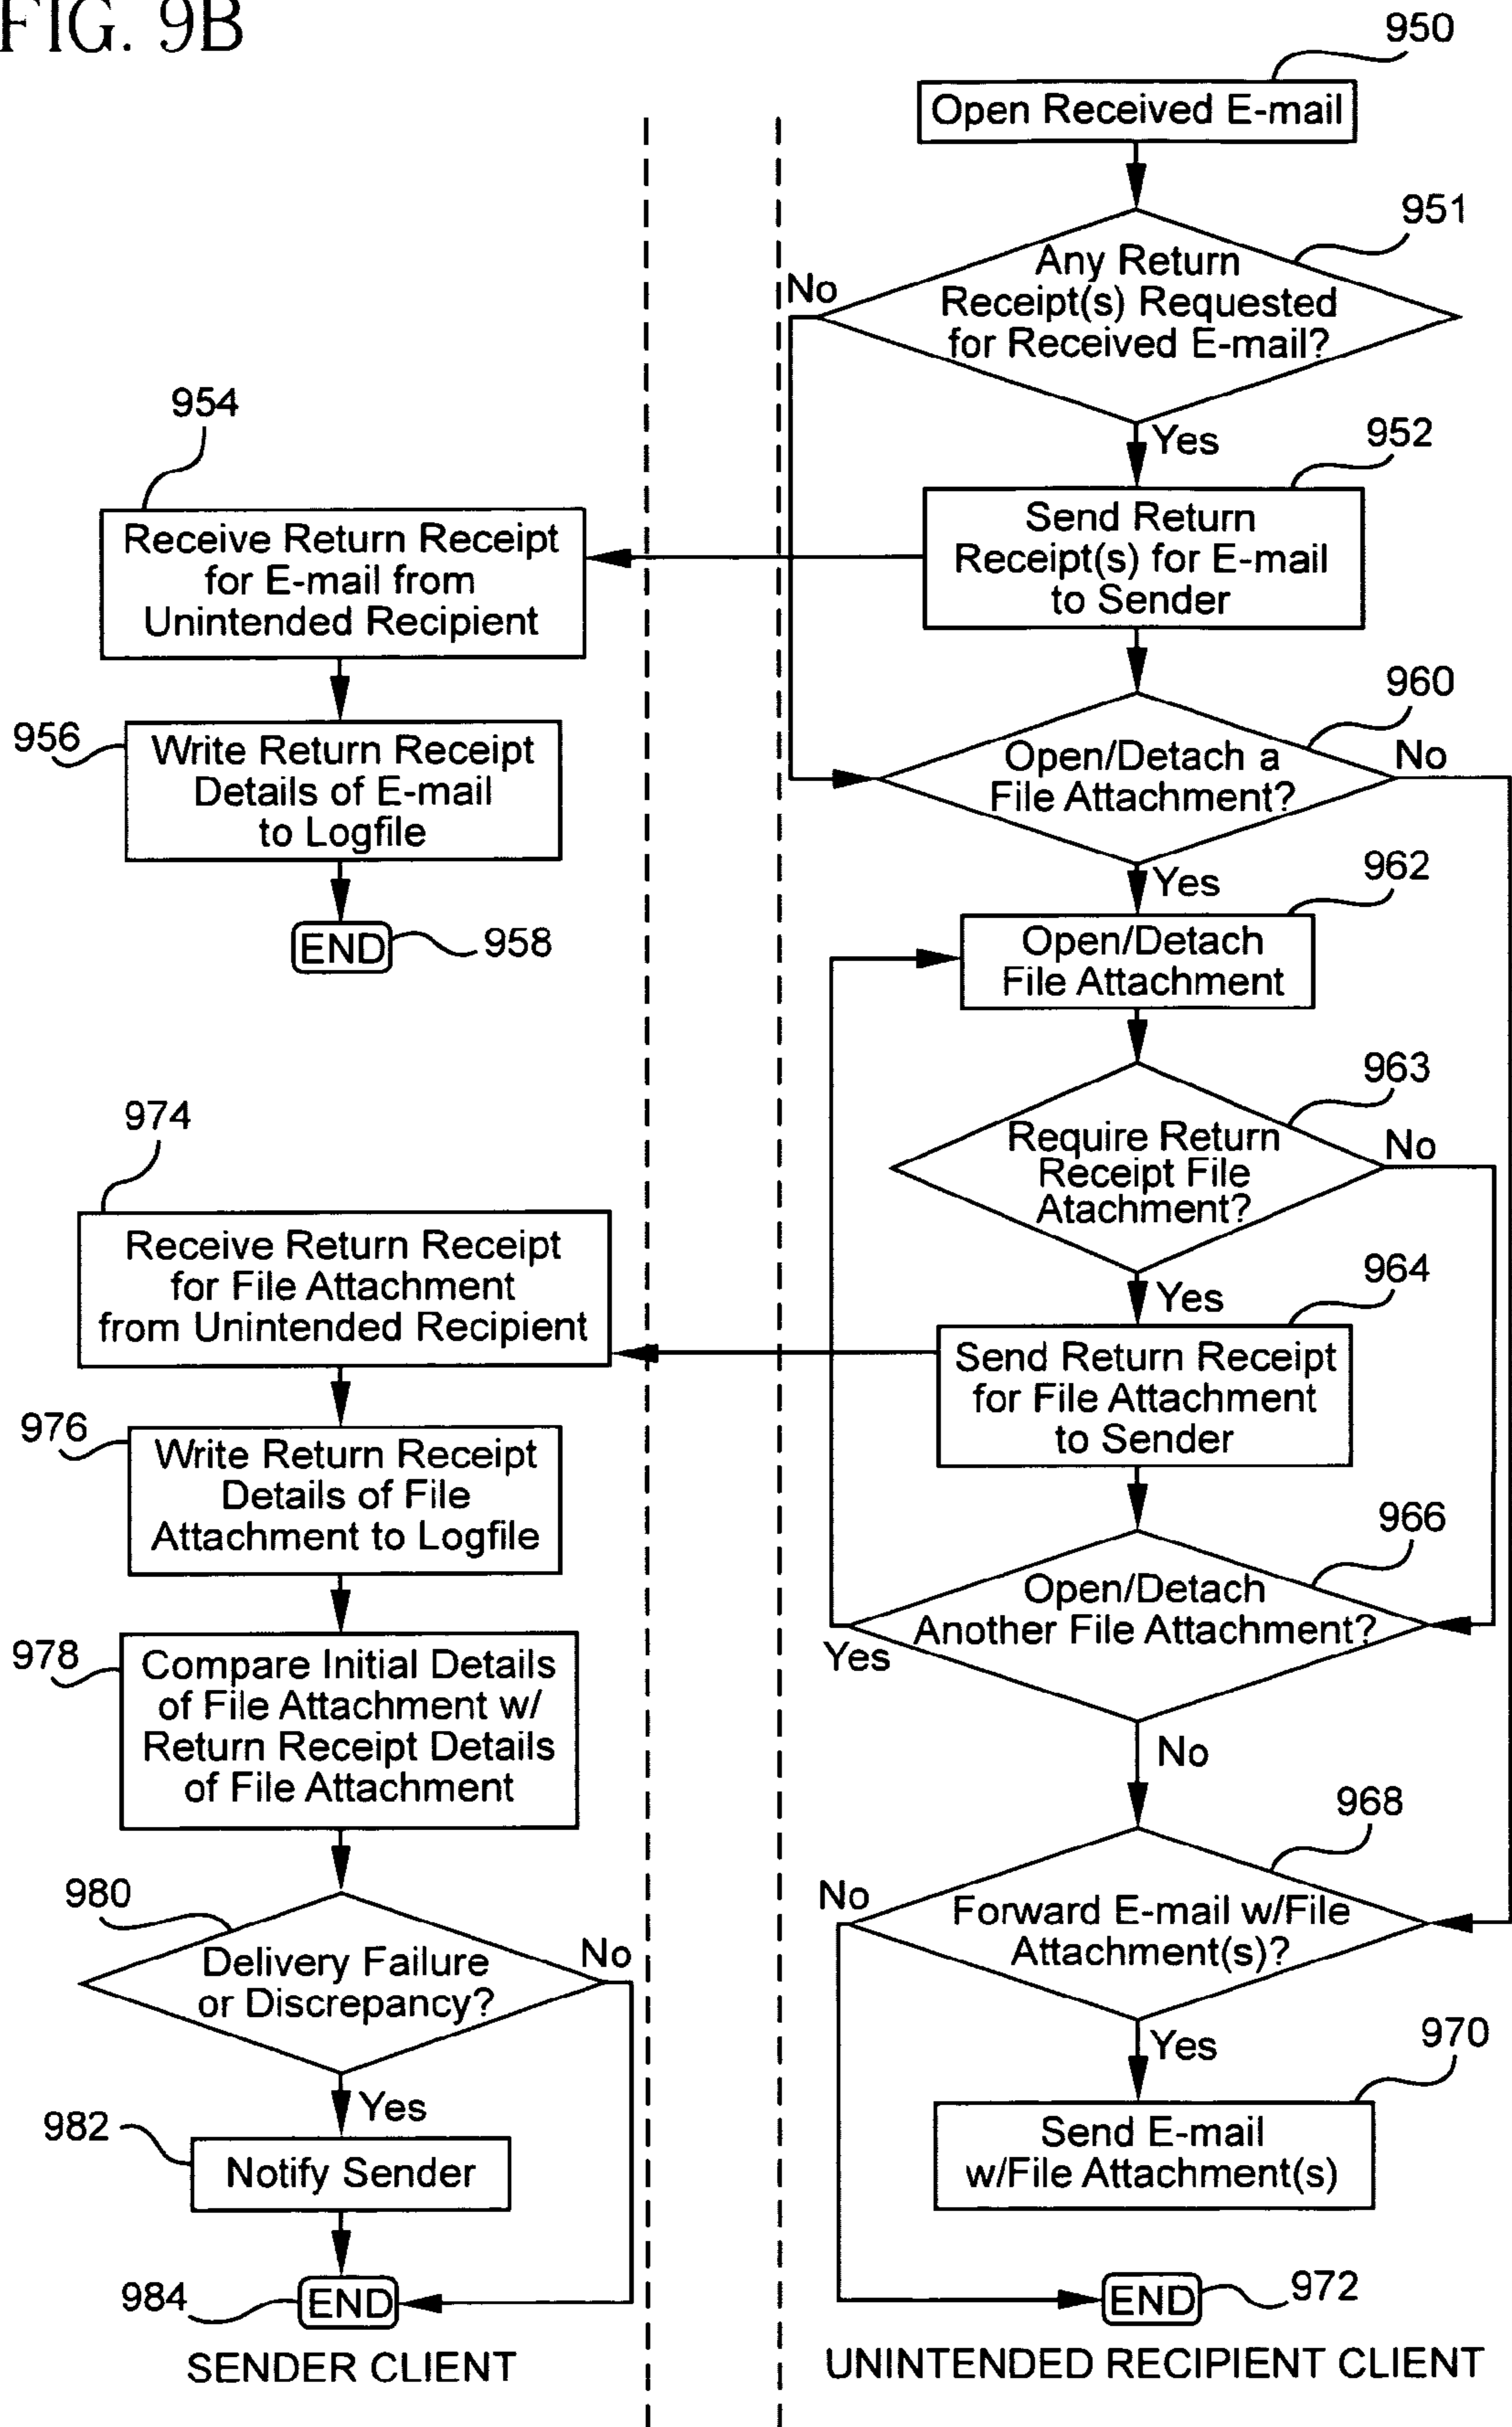 FIG. 9B
950
Open Received E-mail
951
Any Return
Receipt(s) Requested
for Received E-mail?
No
Yes
952
Send Return
Receipt(s) for E-mail
to Sender
954
Receive Return Receipt
for E-mail from
Unintended Recipient
956
Write Return Receipt
Details of E-mail
to Logfile
END
958
960
Open/Detach a
File Attachment?
No
Yes
962
Open/Detach
File Attachment
963
Require Return
Receipt File
Atachment?
No
Yes
964
Send Return Receipt
for File Attachment
to Sender
974
Receive Return Receipt
for File Attachment
from Unintended Recipient
976
Write Return Receipt
Details of File
Attachment to Logfile
966
Open/Detach
Another File Attachment?
Yes
No
978
Compare Initial Details
of File Attachment w/
Return Receipt Details
of File Attachment
968
Forward E-mail w/File
Attachment(s)?
No
Yes
980
Delivery Failure
or Discrepancy?
No
Yes
970
Send E-mail
w/File Attachment(s)
982
Notify Sender
984
END
END
972
SENDER CLIENT
UNINTENDED RECIPIENT CLIENT